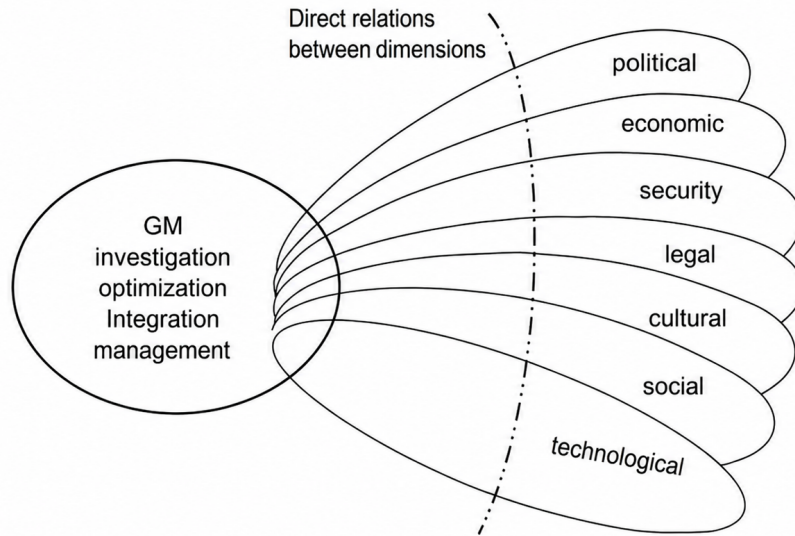 Direct relations
between dimensions
political
economic
security
legal
cultural
social
technological
GM
investigation
optimization
Integration
management